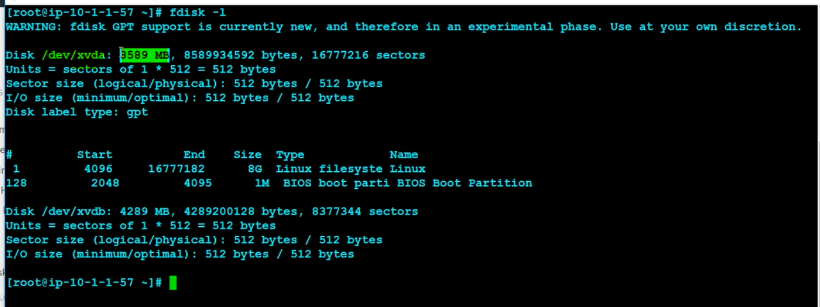 [root@ip-10-1-1-57 ~]# fdisk -l
WARNING: fdisk GPT support is currently new, and therefore in an experimental phase. Use at your own discretion.
Disk /dev/xvda: 8589 MB, 8589934592 bytes, 16777216 sectors
Units = sectors of 1 * 512 = 512 bytes
Sector size (logical/physical): 512 bytes / 512 bytes
I/O size (minimum/optimal): 512 bytes / 512 bytes
Disk label type: gpt
# Start End Size Type Name
1 4096 16777182 8G Linux filesyste Linux
128 2048 4095 1M BIOS boot parti BIOS Boot Partition
Disk /dev/xvdb: 4289 MB, 4289200128 bytes, 8377344 sectors
Units = sectors of 1 * 512 = 512 bytes
Sector size (logical/physical): 512 bytes / 512 bytes
I/O size (minimum/optimal): 512 bytes / 512 bytes
[root@ip-10-1-1-57 ~]#